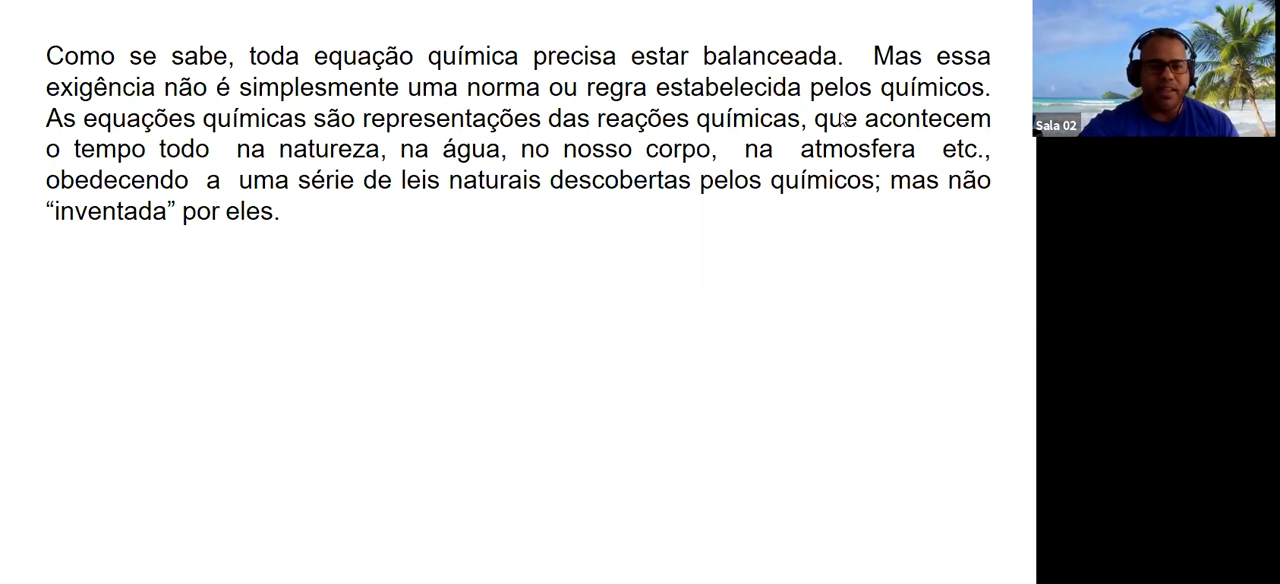 Como se sabe, toda equação química precisa estar balanceada. Mas essa
exigência não é simplesmente uma norma ou regra estabelecida pelos químicos.
As equações químicas são representações das reações químicas, que acontecem
o tempo todo na natureza, na água, no nosso corpo, na atmosfera etc.,
obedecendo a uma série de leis naturais descobertas pelos químicos; mas não
“inventada” por eles.
Sala 02